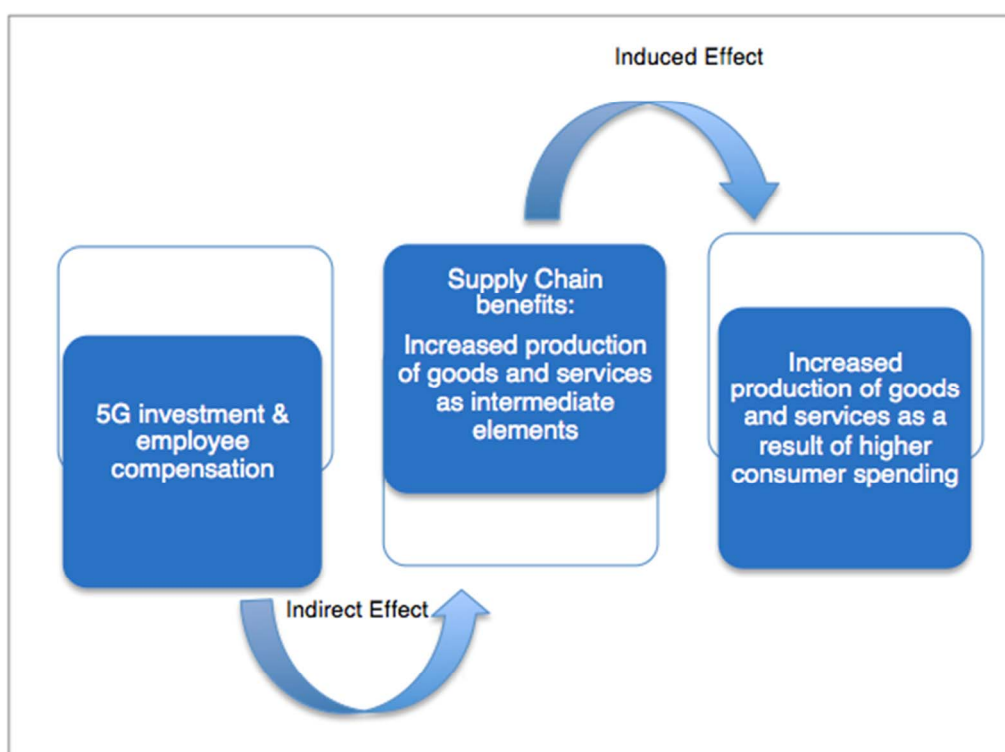 Induced Effect
5G investment &
employee
compensation
Indirect Effect
Supply Chain
benefits:
Increased production
of goods and services
as intermediate
elements
Increased
production of goods
and services as a
result of higher
consumer spending